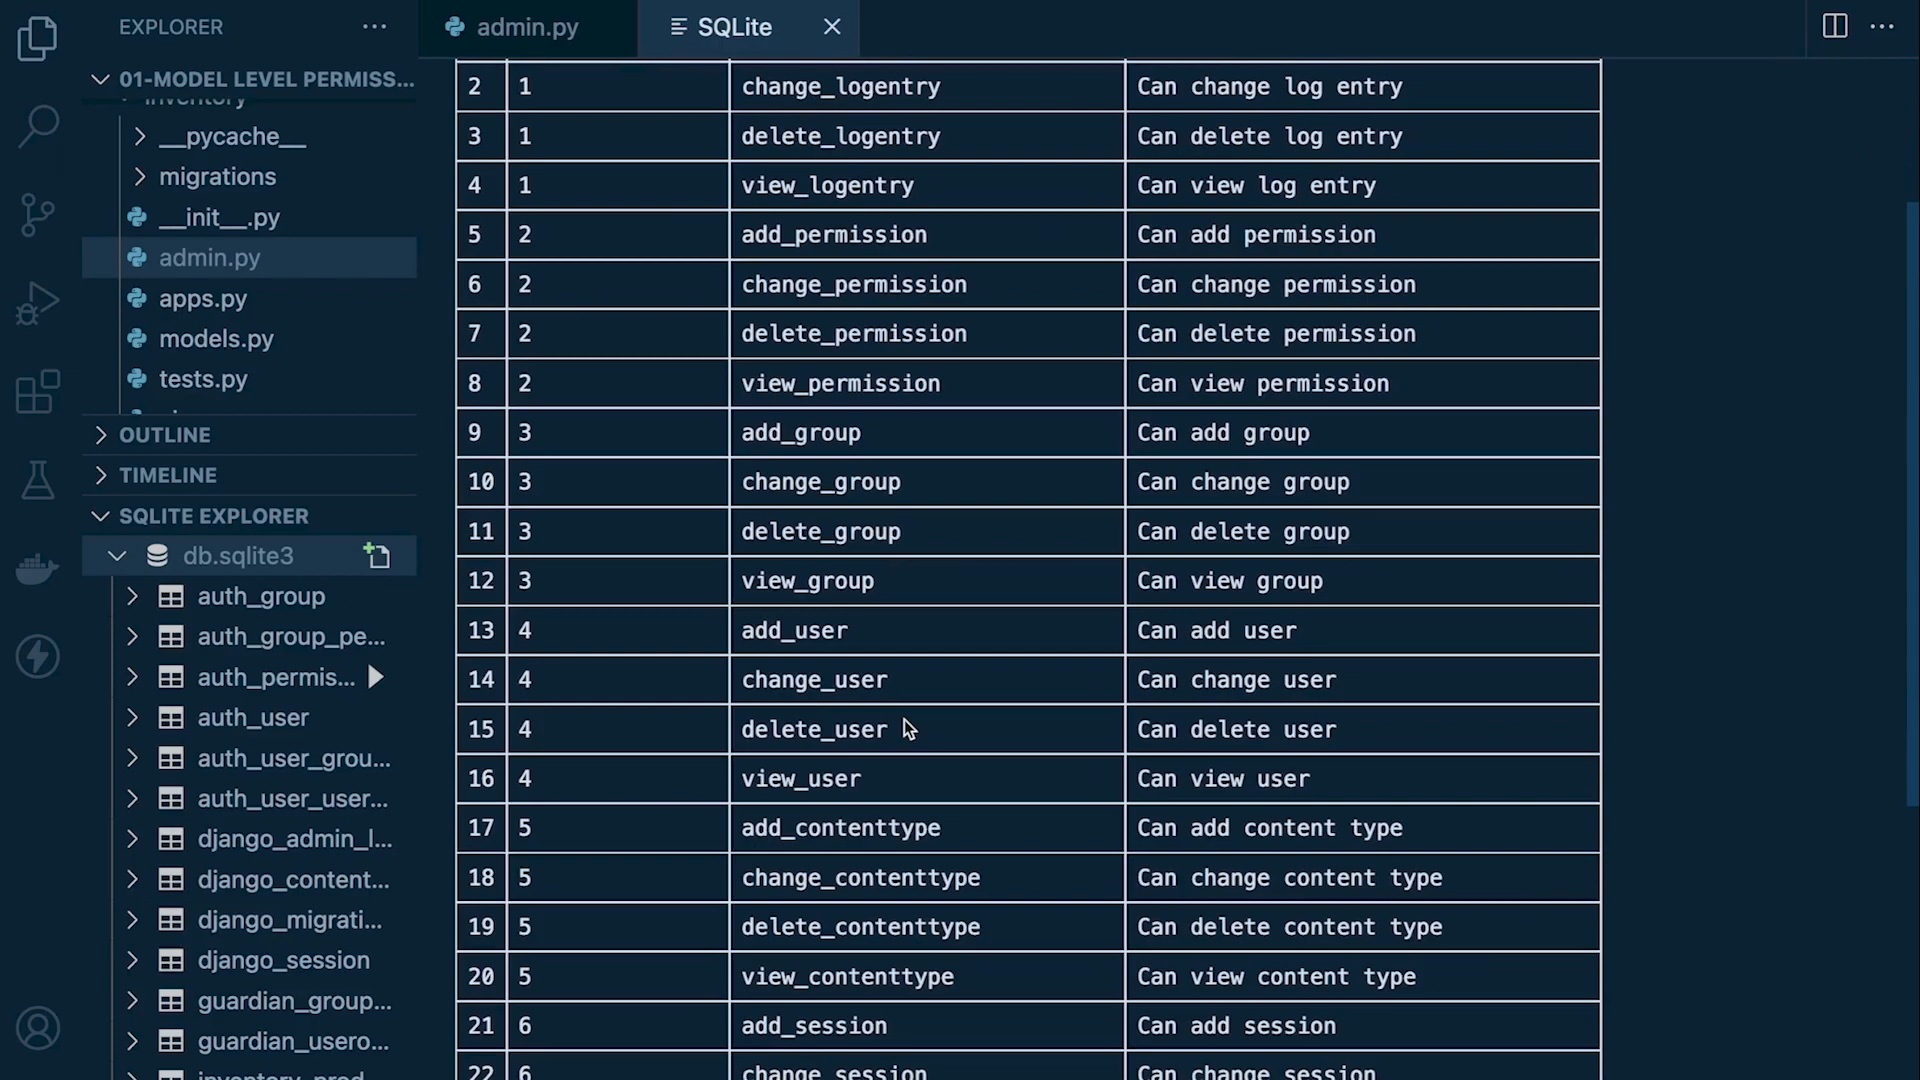 EXPLORER
01-MODEL LEVEL PERMISS...
inventory
__pycache__
migrations
__init__.py
admin.py
apps.py
models.py
tests.py
OUTLINE
TIMELINE
SQLITE EXPLORER
db.sqlite3
auth_group
auth_group_pe...
auth_permis...
auth_user
auth_user_grou...
auth_user_user...
django_admin_l...
django_content...
django_migrati...
django_session
guardian_group...
guardian_usero...
inventory_prod...
admin.py
SQLite
2 1 change_logentry Can change log entry
3 1 delete_logentry Can delete log entry
4 1 view_logentry Can view log entry
5 2 add_permission Can add permission
6 2 change_permission Can change permission
7 2 delete_permission Can delete permission
8 2 view_permission Can view permission
9 3 add_group Can add group
10 3 change_group Can change group
11 3 delete_group Can delete group
12 3 view_group Can view group
13 4 add_user Can add user
14 4 change_user Can change user
15 4 delete_user Can delete user
16 4 view_user Can view user
17 5 add_contenttype Can add content type
18 5 change_contenttype Can change content type
19 5 delete_contenttype Can delete content type
20 5 view_contenttype Can view content type
21 6 add_session Can add session
22 6 change_session Can change session